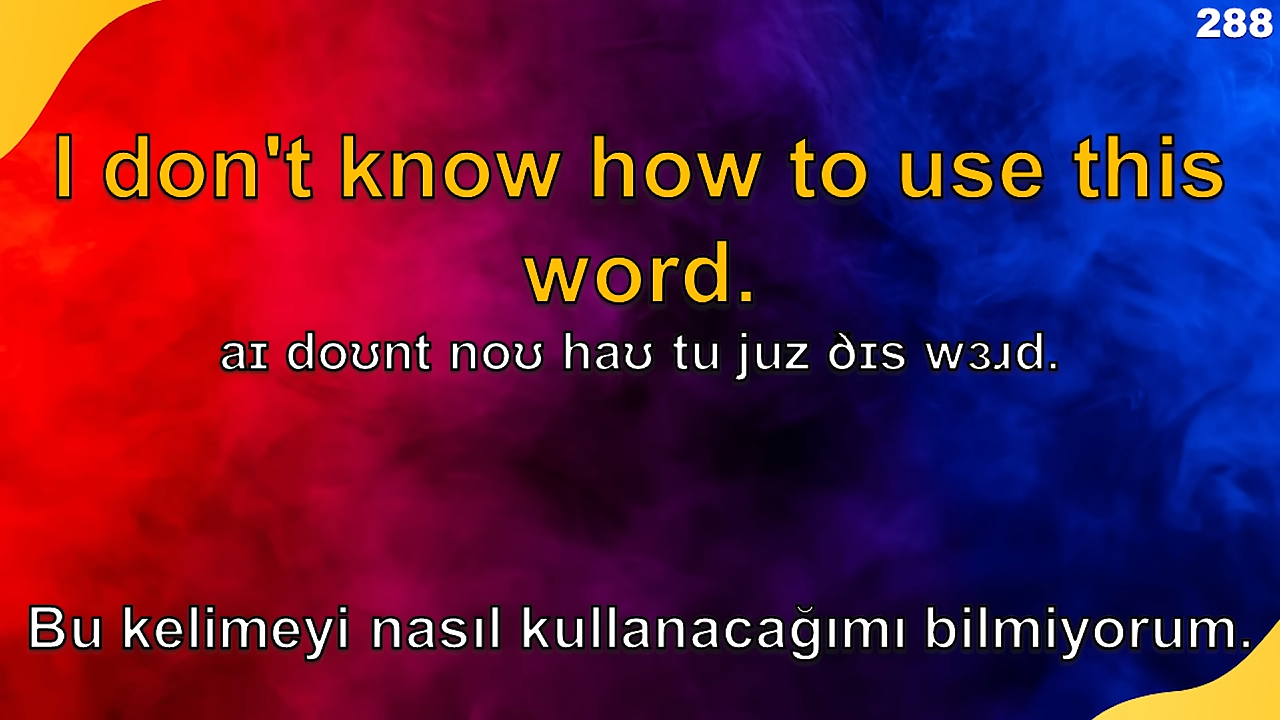 288
I don't know how to use this
word.
aɪ doʊnt noʊ haʊ tu juz ðɪs wɜɹd.
Bu kelimeyi nasıl kullanacağımı bilmiyorum.